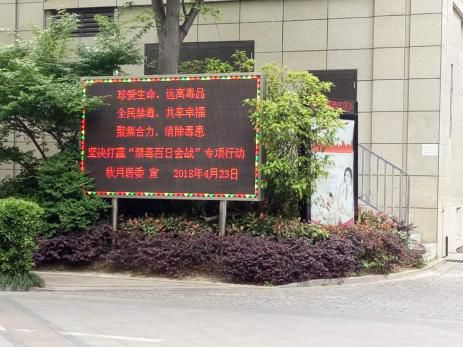 珍爱生命，远离毒品
全民禁毒，共享幸福
聚集合力，消除毒患
坚决打赢“禁毒百日会战”专项行动
秋月居委 宣 2018年4月23日